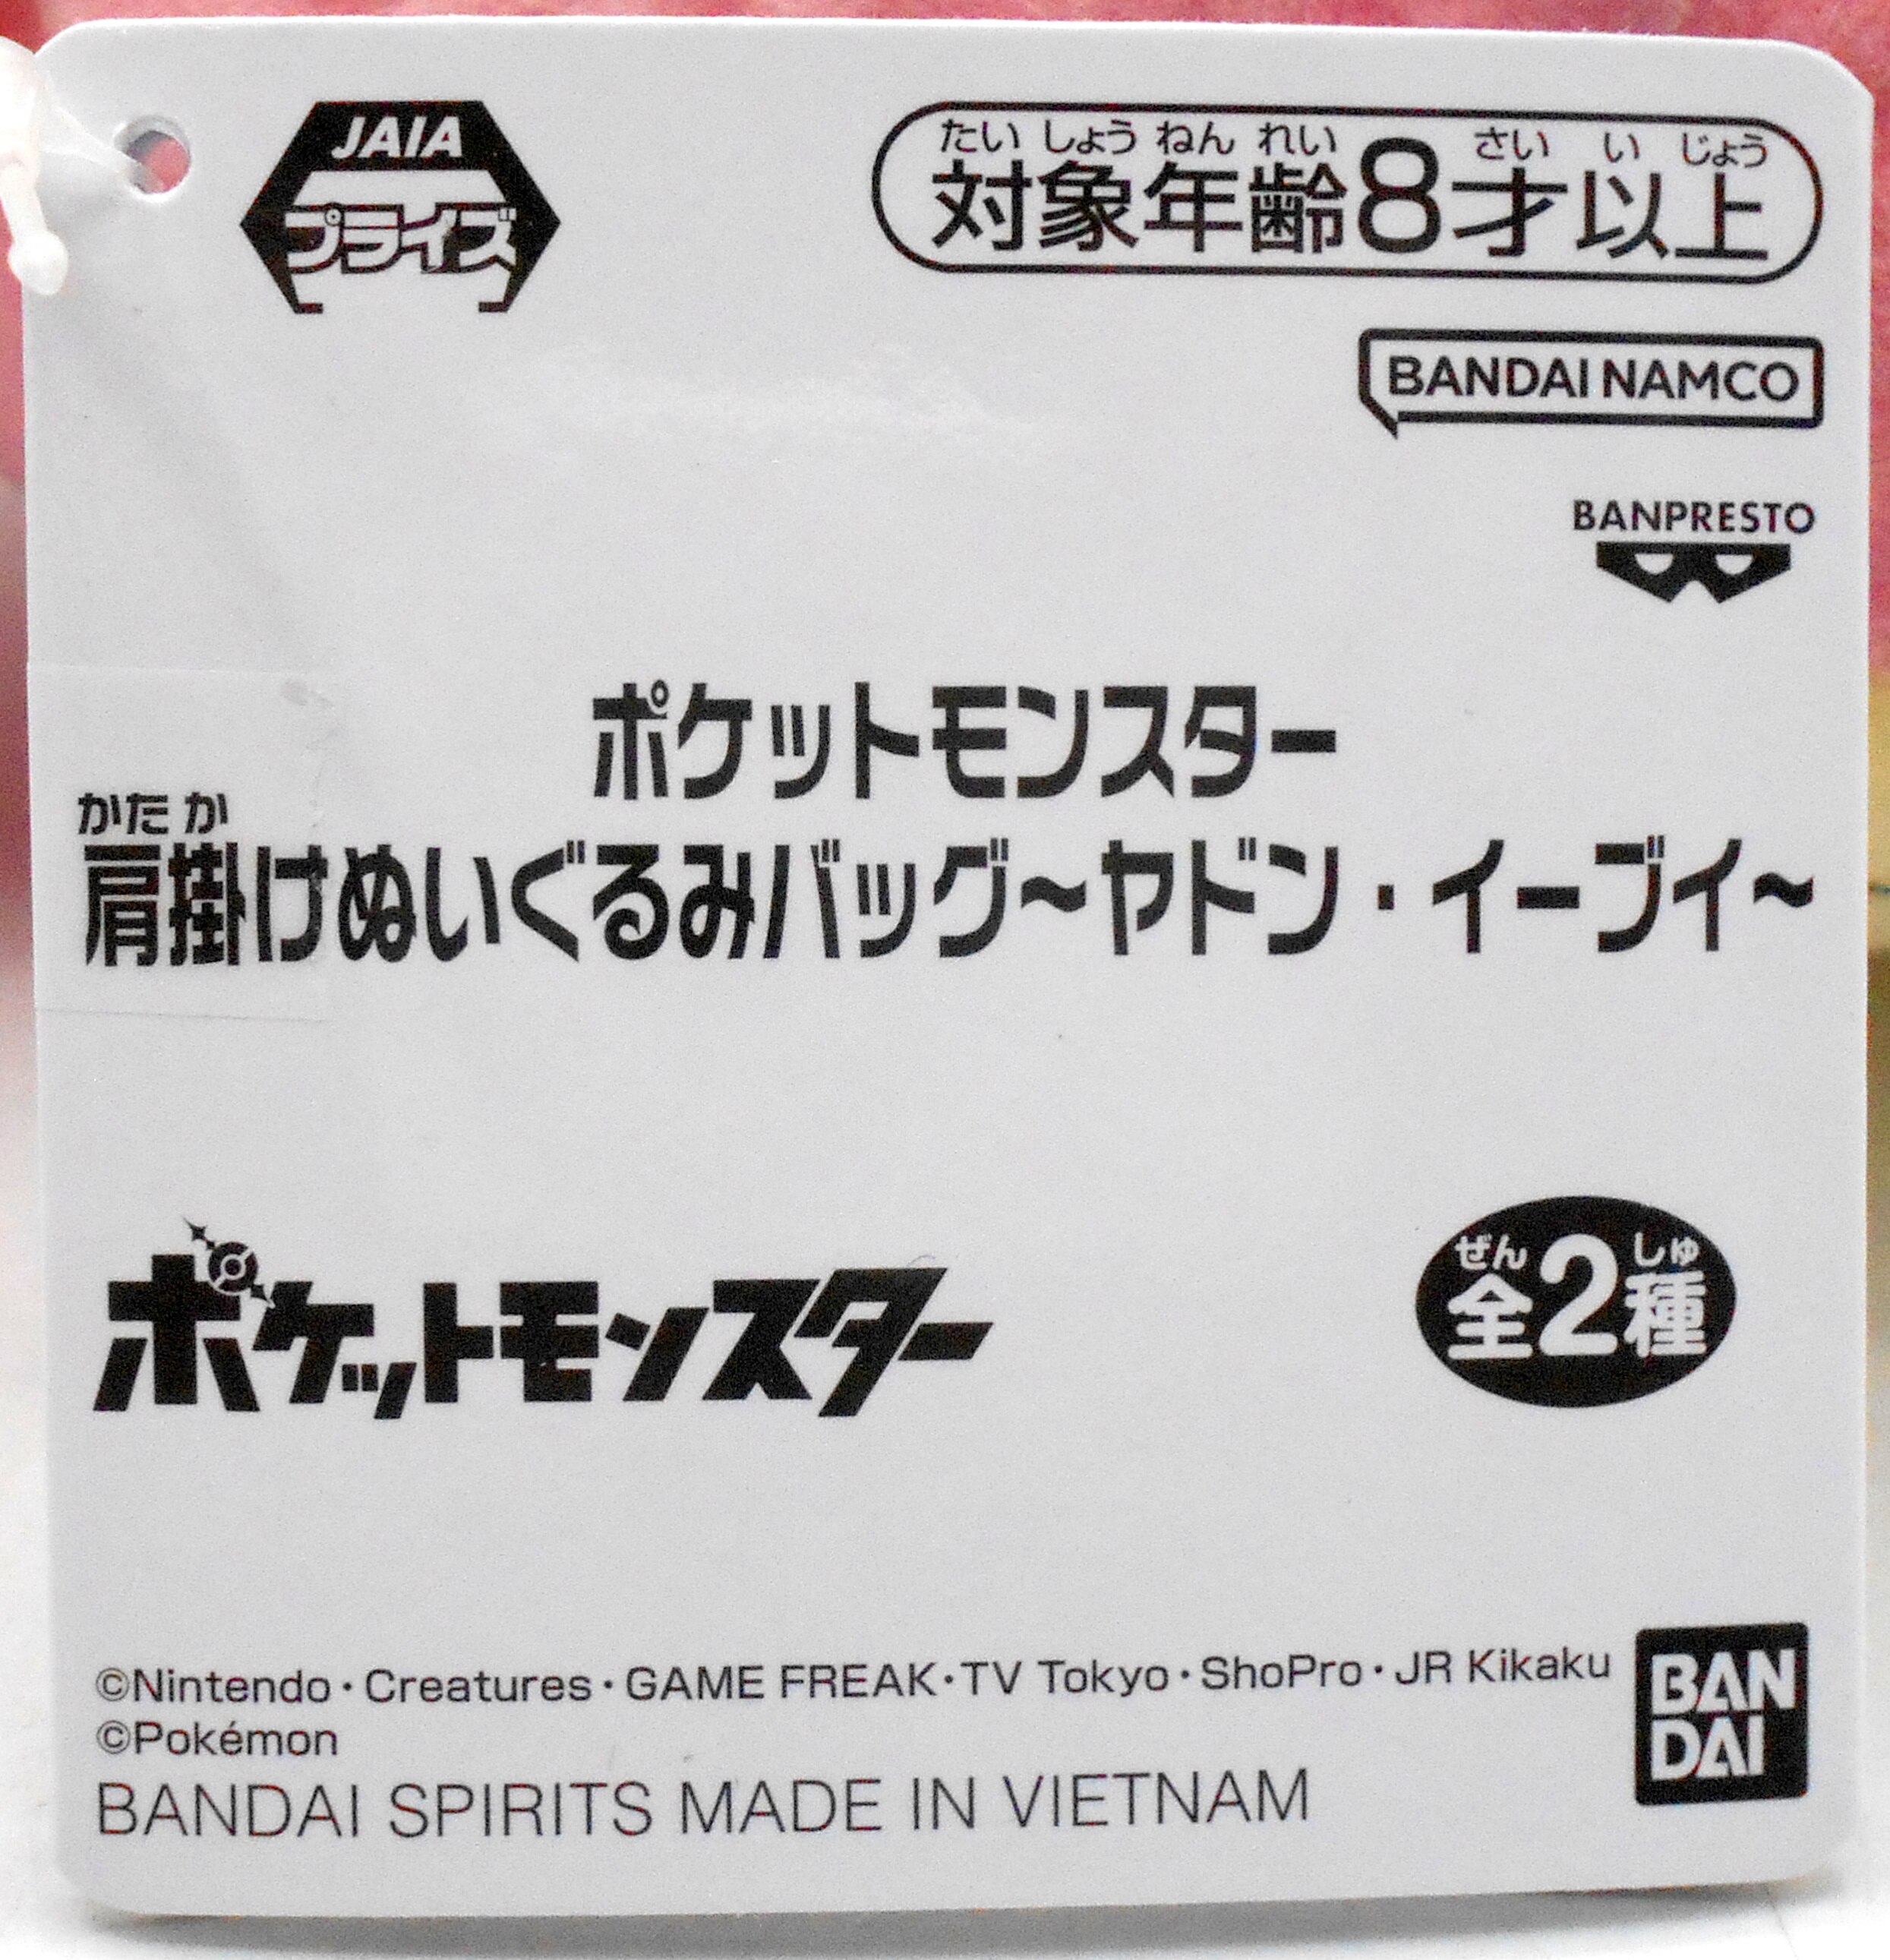 JAIA
プライズ
たいしょうねんれい さい い じょう
対象年齢8才以上
BANDAI NAMCO
BANPRESTO
ポケットモンスター
かた か
肩掛けぬいぐるみバッグ~ヤドン・イーブイ~
ポケットモンスター
ぜん しゅ
全2種
©Nintendo・Creatures・GAME FREAK・TV Tokyo・ShoPro・JR Kikaku
©Pokémon
BANDAI SPIRITS MADE IN VIETNAM
BAN
DAI